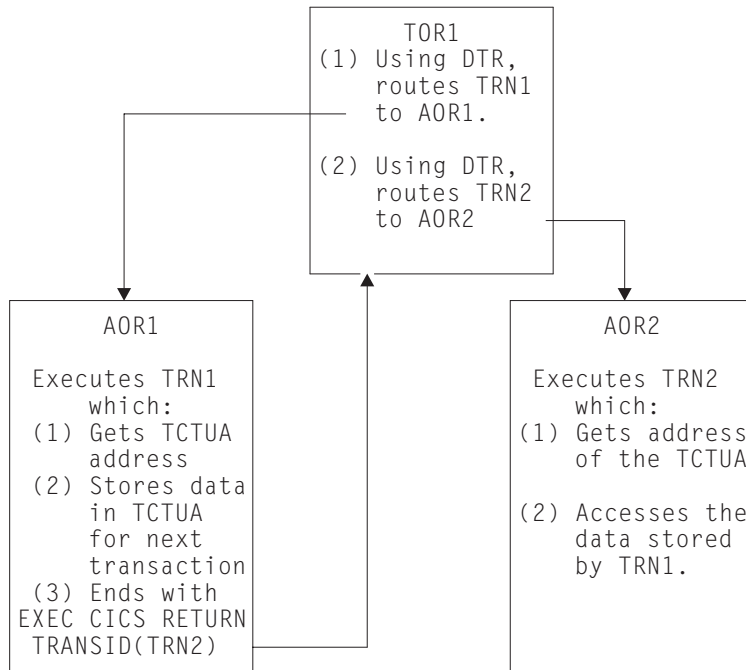 TOR1
(1) Using DTR,
routes TRN1
to AOR1.
(2) Using DTR,
routes TRN2
to AOR2
AOR1
Executes TRN1
which:
(1) Gets TCTUA
address
(2) Stores data
in TCTUA
for next
transaction
(3) Ends with
EXEC CICS RETURN
TRANSID(TRN2)
AOR2
Executes TRN2
which:
(1) Gets address
of the TCTUA
(2) Accesses the
data stored
by TRN1.